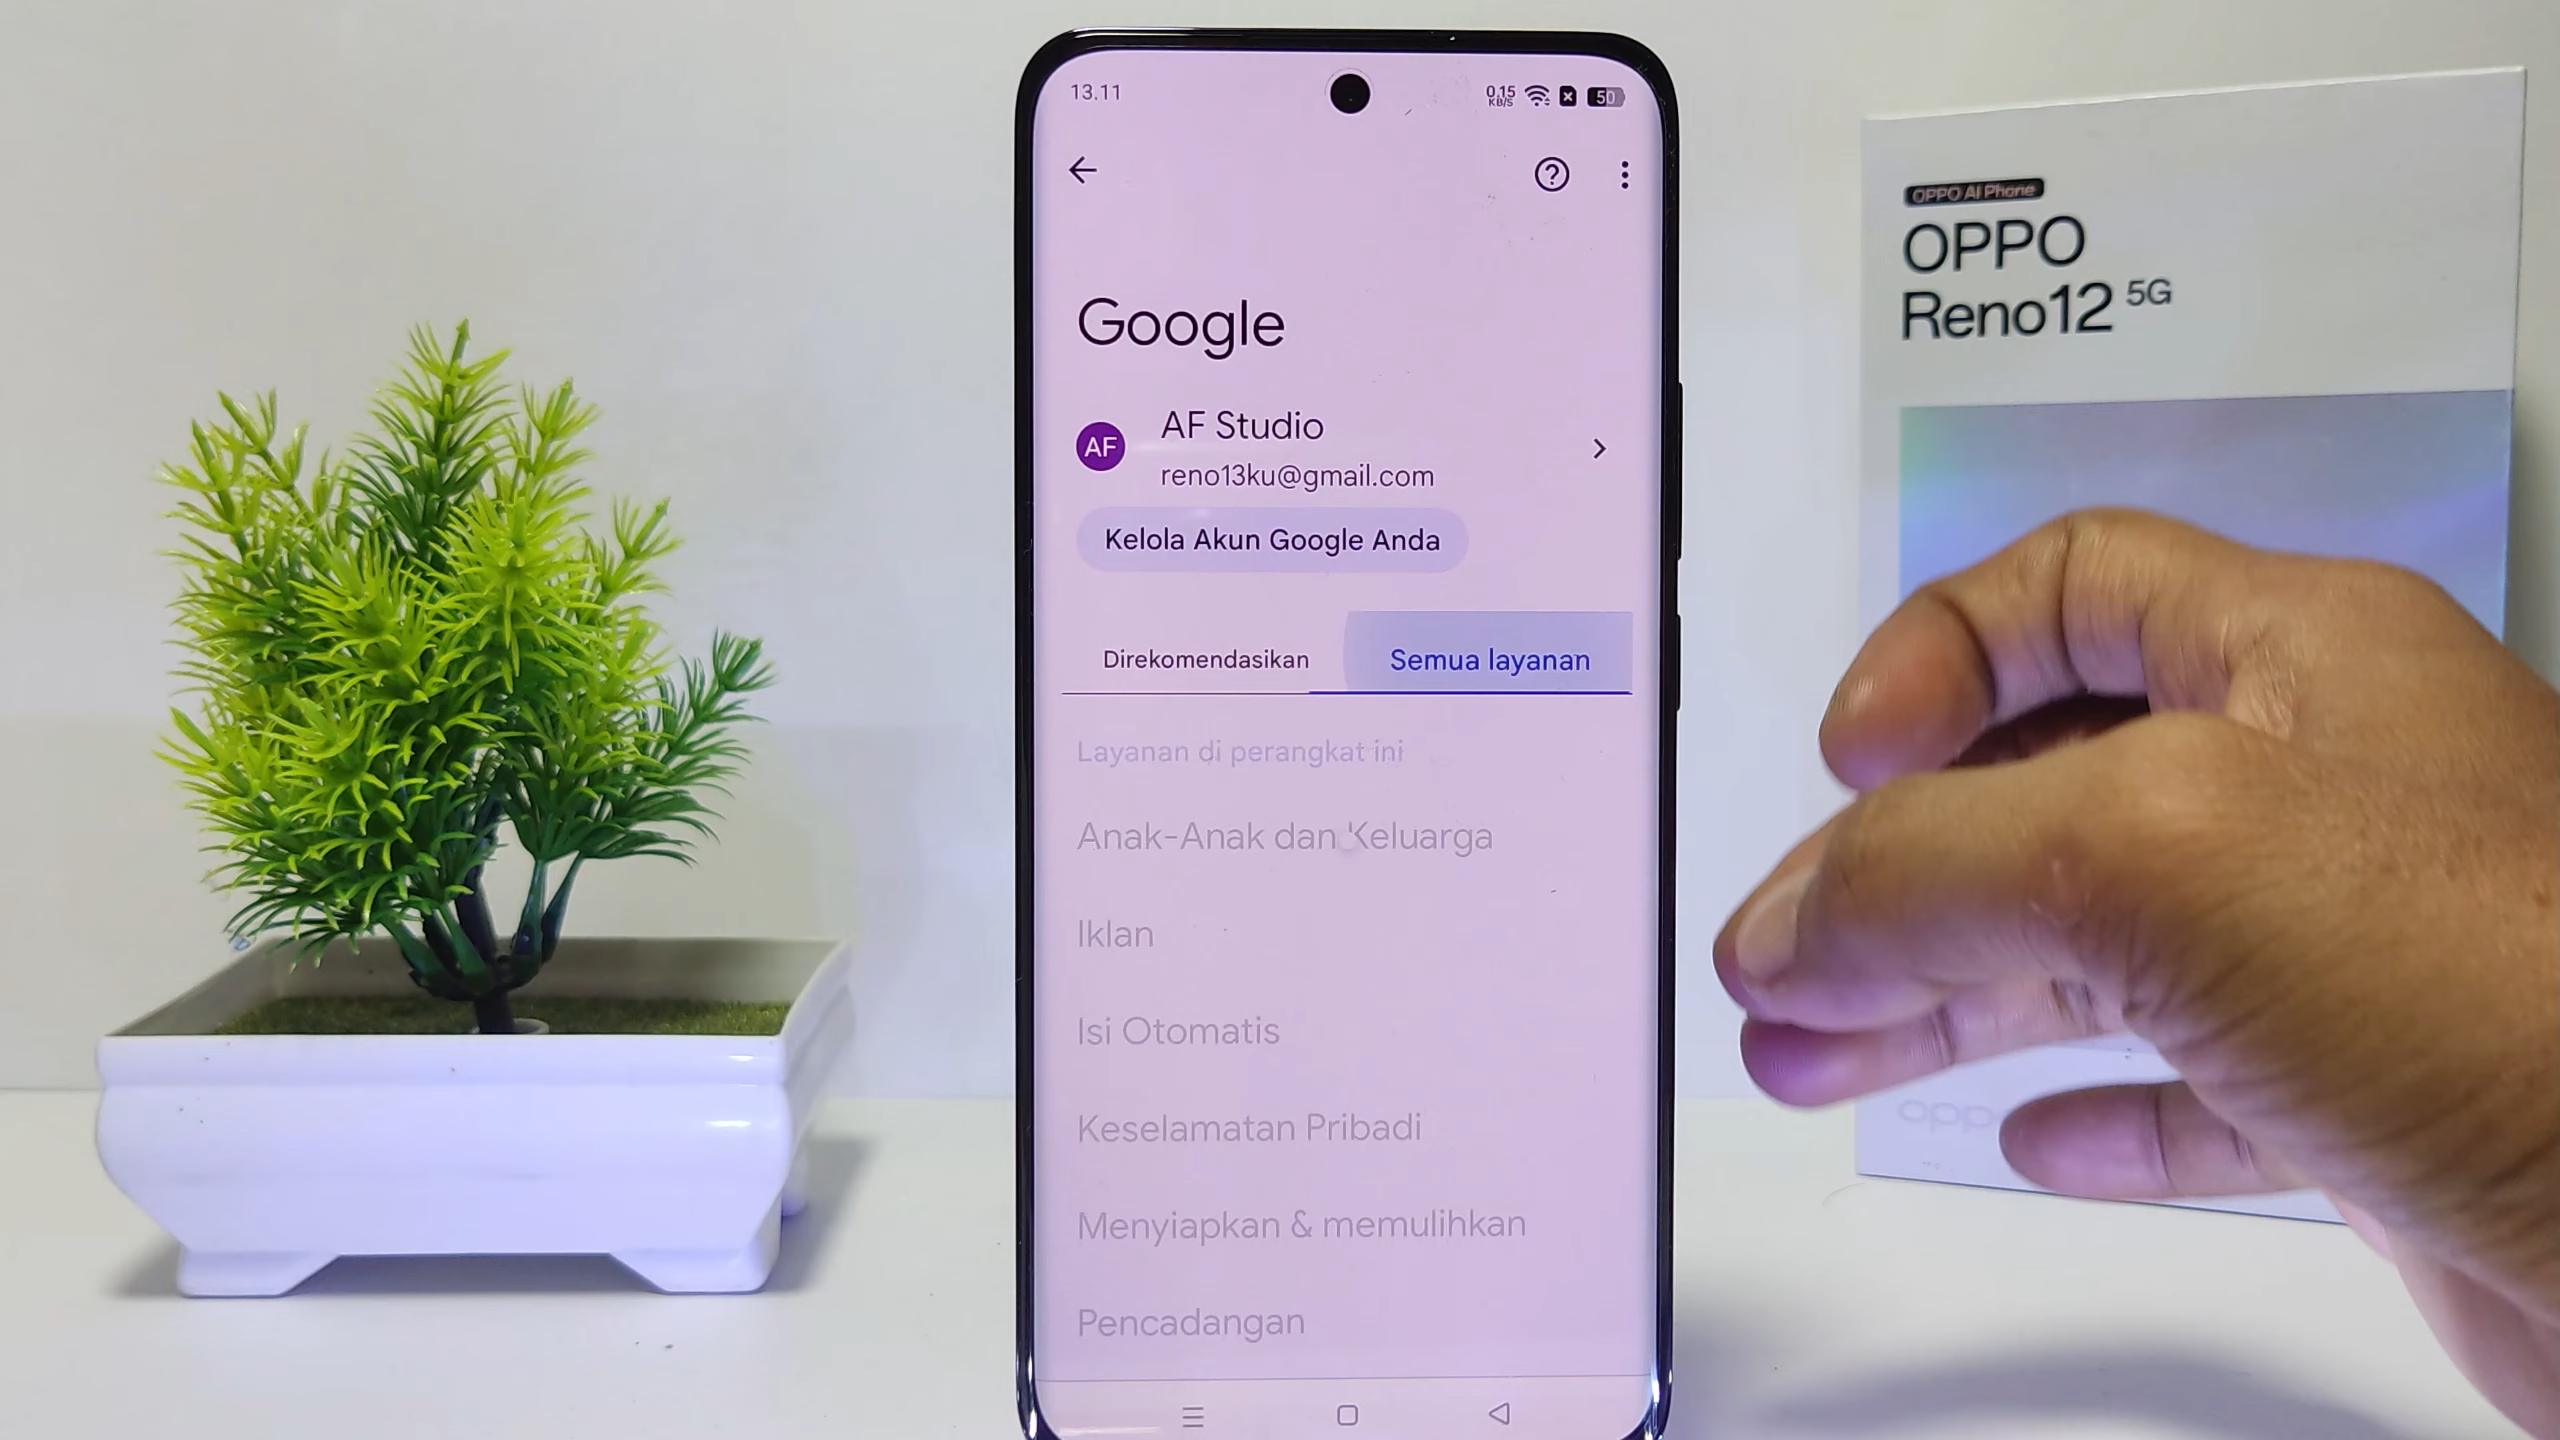 13.11
0,15
KB/S
50
Google
AF
AF Studio
reno13ku@gmail.com
Kelola Akun Google Anda
Direkomendasikan
Semua layanan
Layanan di perangkat ini
Anak-Anak dan Keluarga
Iklan
Isi Otomatis
Keselamatan Pribadi
Menyiapkan & memulihkan
Pencadangan
OPPO AI Phone
OPPO
Reno12 5G